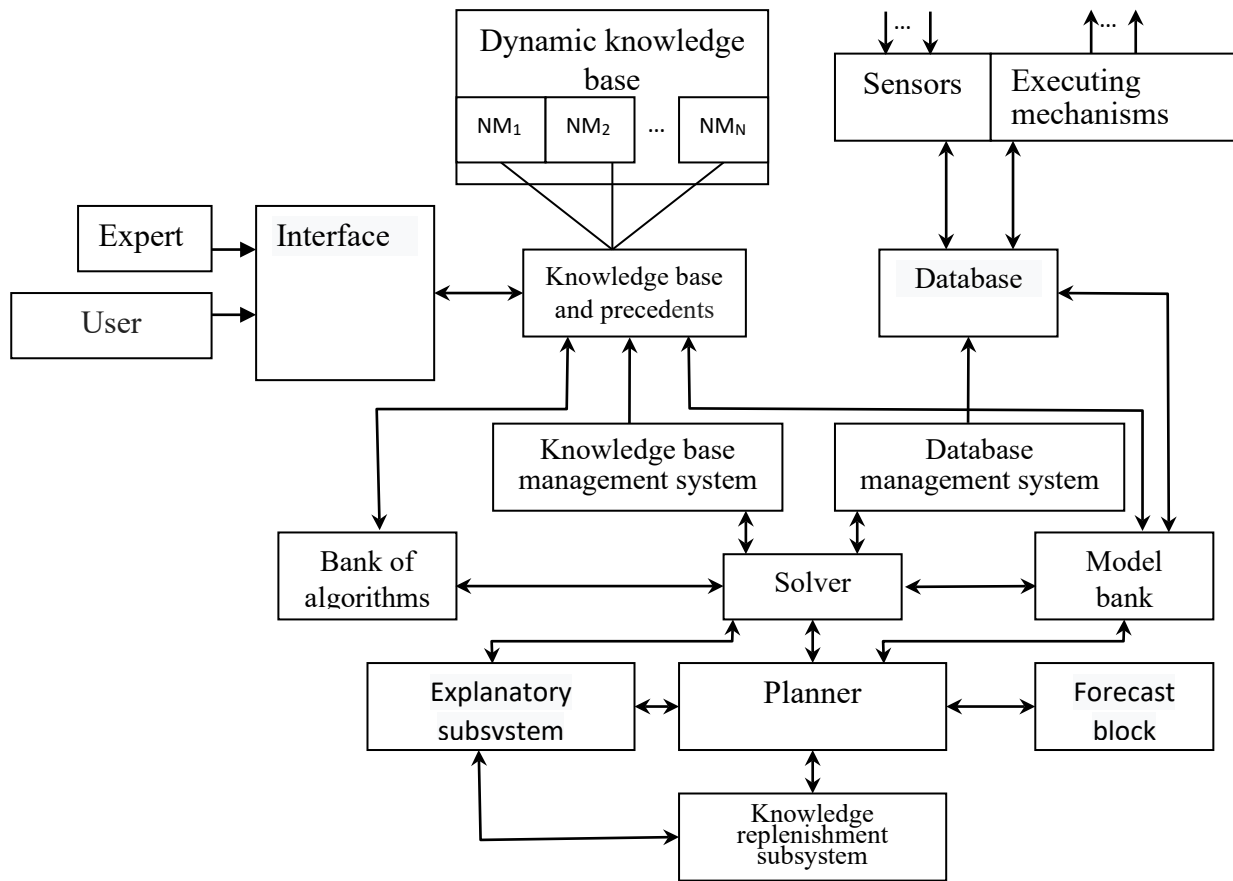 ...
...
Dynamic knowledge
base
NM1
NM2
...
NMN
Sensors
Executing
mechanisms
Expert
User
Interface
Knowledge base
and precedents
Database
Knowledge base
management system
Database
management system
Bank of
algorithms
Solver
Model
bank
Explanatory
subsystem
Planner
Forecast
block
Knowledge
replenishment
subsystem